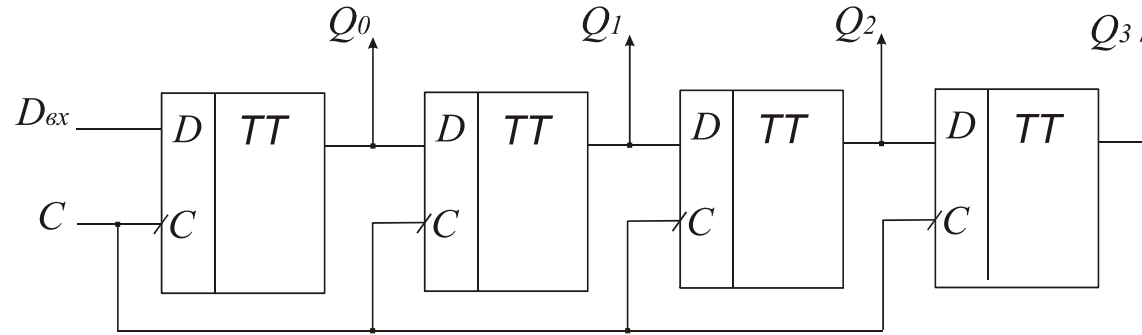 Q0 Q1 Q2 Q3
Dвх D TT D TT D TT D TT
C C C C C